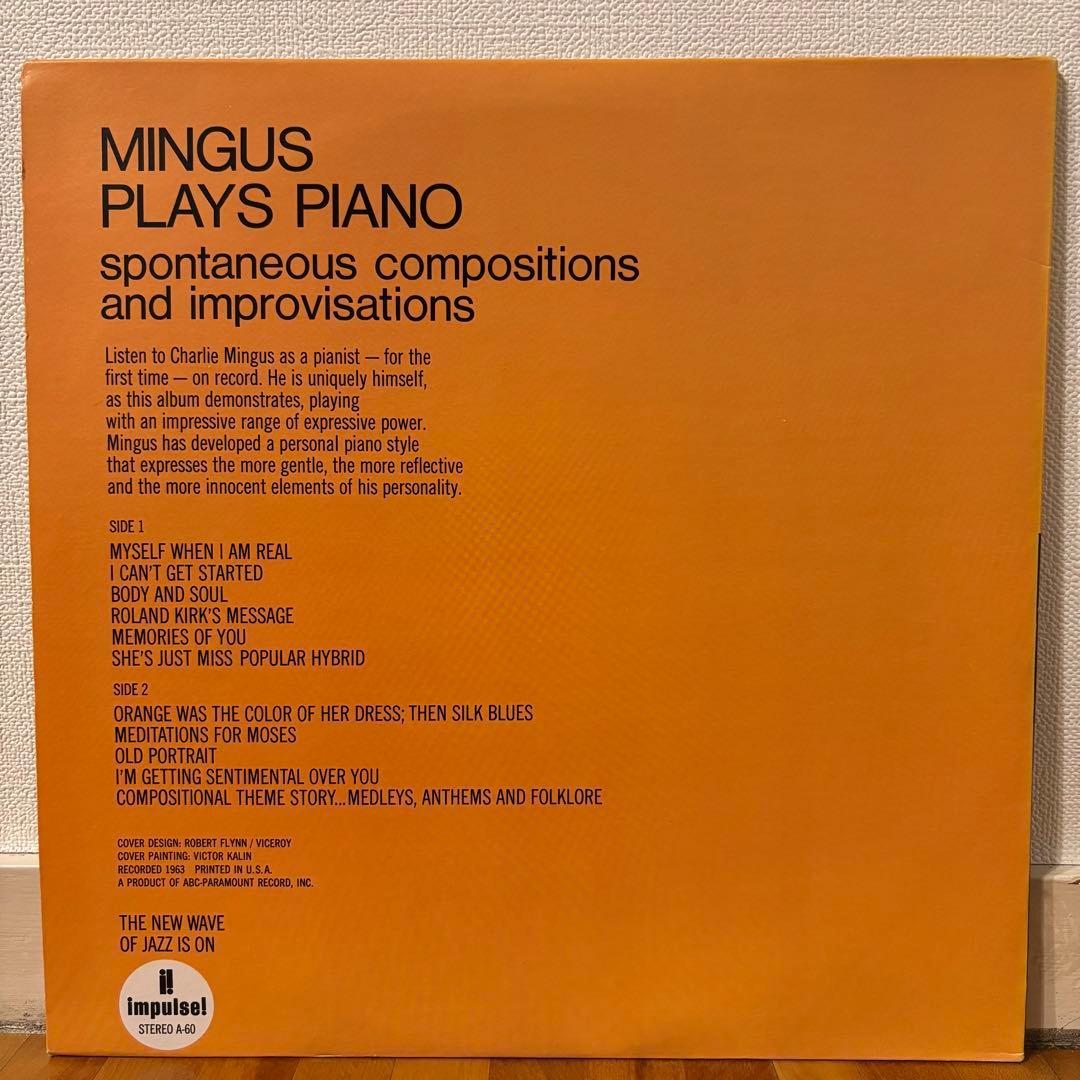 MINGUS
PLAYS PIANO
spontaneous compositions
and improvisations
Listen to Charlie Mingus as a pianist — for the
first time — on record. He is uniquely himself,
as this album demonstrates, playing
with an impressive range of expressive power.
Mingus has developed a personal piano style
that expresses the more gentle, the more reflective
and the more innocent elements of his personality.
SIDE 1
MYSELF WHEN I AM REAL
I CAN'T GET STARTED
BODY AND SOUL
ROLAND KIRK'S MESSAGE
MEMORIES OF YOU
SHE'S JUST MISS POPULAR HYBRID
SIDE 2
ORANGE WAS THE COLOR OF HER DRESS; THEN SILK BLUES
MEDITATIONS FOR MOSES
OLD PORTRAIT
I'M GETTING SENTIMENTAL OVER YOU
COMPOSITIONAL THEME STORY...MEDLEYS, ANTHEMS AND FOLKLORE
COVER DESIGN: ROBERT FLYNN / VICEROY
COVER PAINTING: VICTOR KALIN
RECORDED 1963 PRINTED IN U.S.A.
A PRODUCT OF ABC-PARAMOUNT RECORD, INC.
THE NEW WAVE
OF JAZZ IS ON
i!
impulse!
STEREO A-60